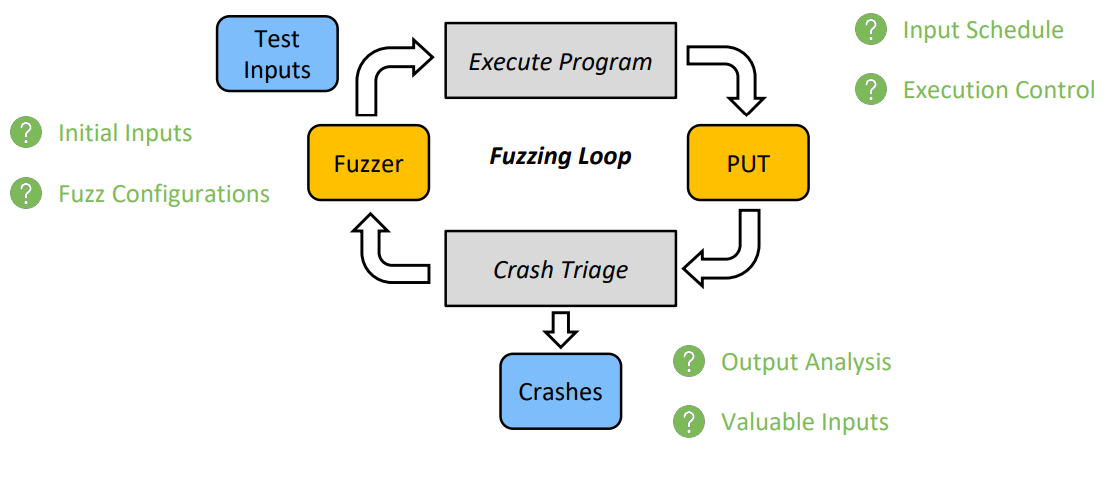 Test
Inputs
Execute Program
? Input Schedule
? Execution Control
? Initial Inputs
? Fuzz Configurations
Fuzzer
Fuzzing Loop
PUT
Crash Triage
Crashes
? Output Analysis
? Valuable Inputs